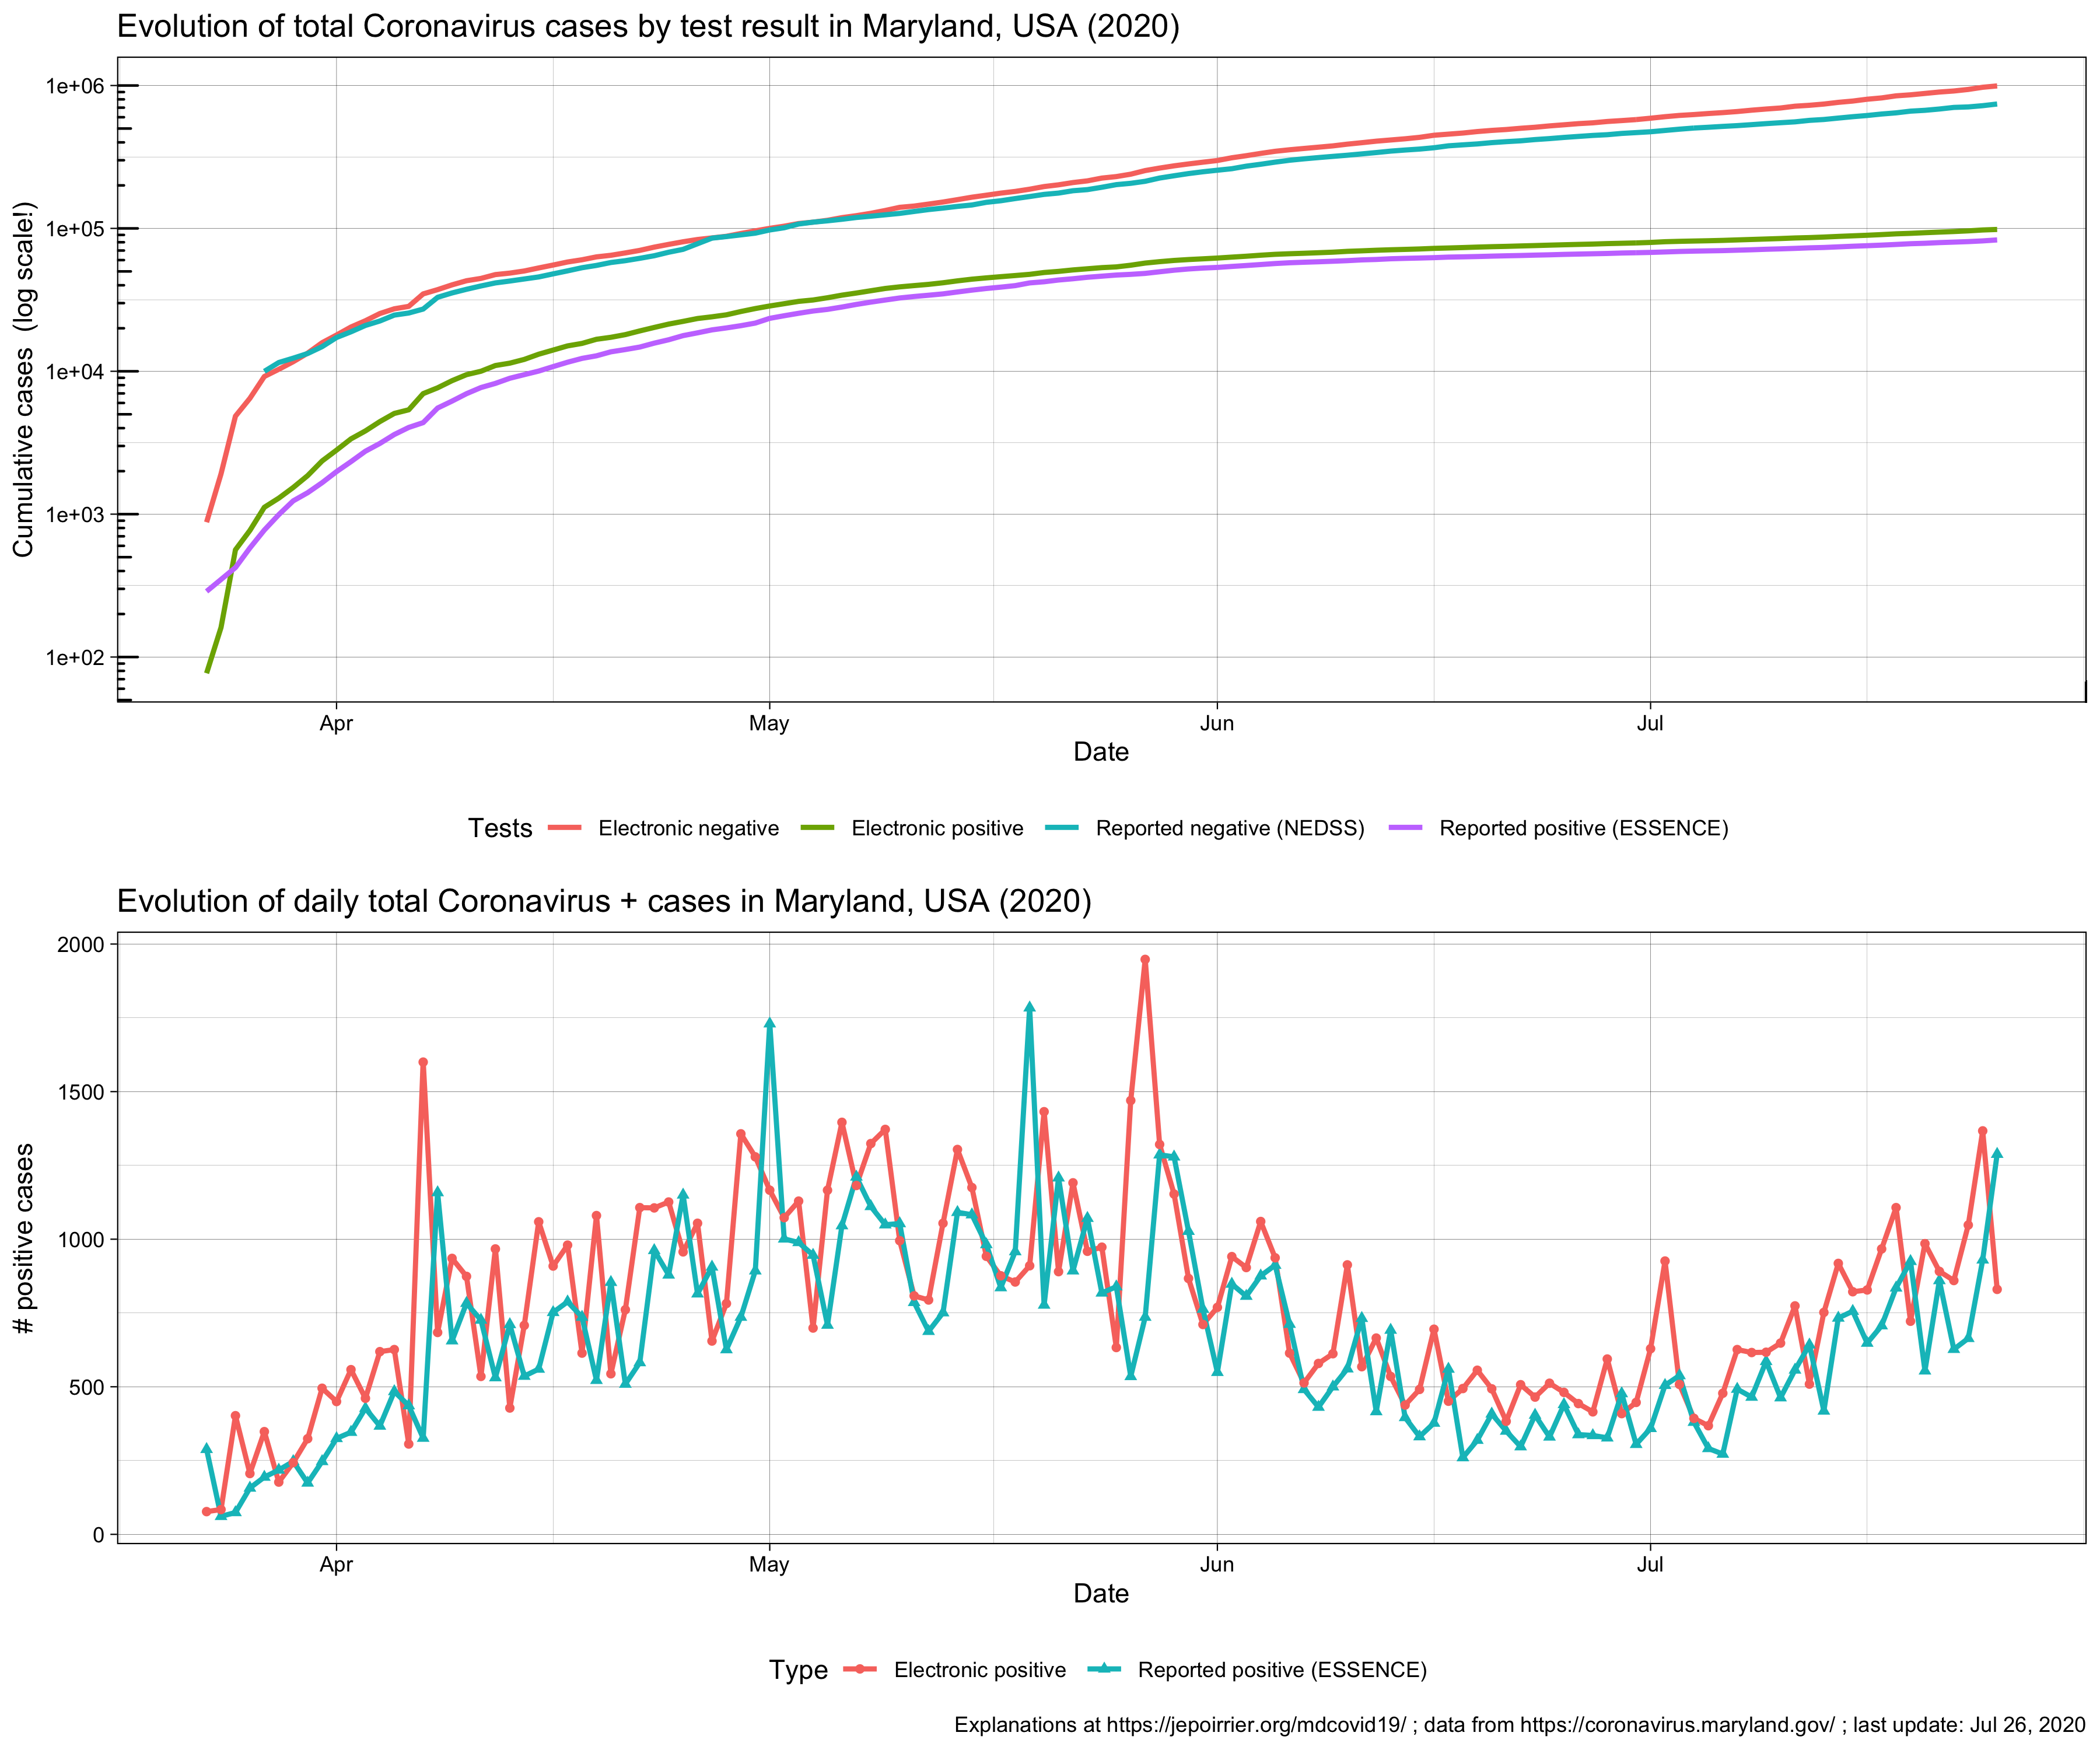 Evolution of total Coronavirus cases by test result in Maryland, USA (2020)
1e+06
1e+05
1e+04
1e+03
1e+02
Cumulative cases (log scale!)
Apr May Jun Jul
Date
Tests Electronic negative Electronic positive Reported negative (NEDSS) Reported positive (ESSENCE)
Evolution of daily total Coronavirus + cases in Maryland, USA (2020)
2000
1500
1000
500
0
# positive cases
Apr May Jun Jul
Date
Type Electronic positive Reported positive (ESSENCE)
Explanations at https://jepoirrier.org/mdcovid19/ ; data from https://coronavirus.maryland.gov/ ; last update: Jul 26, 2020